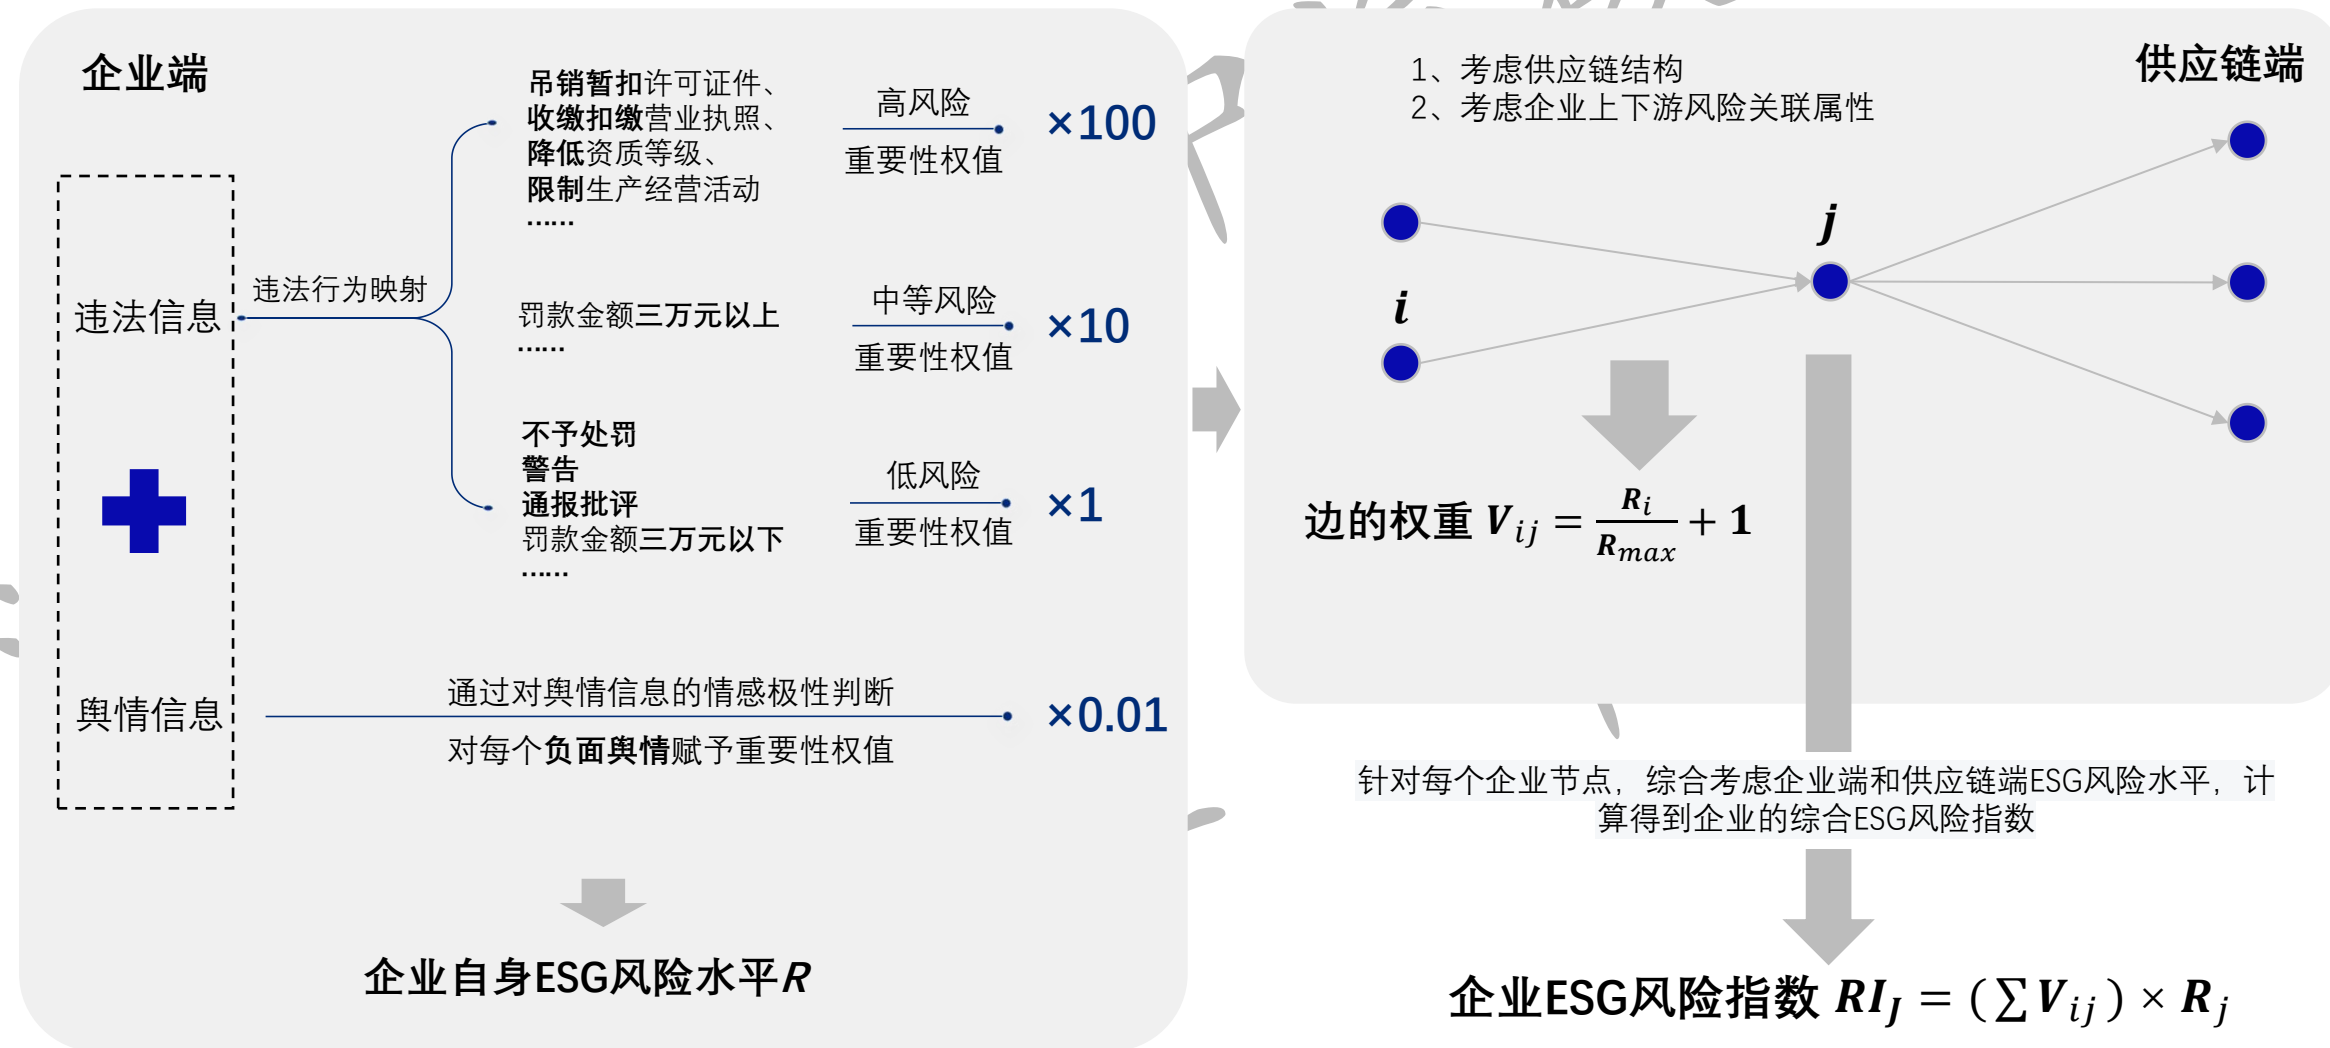 企业端
违法信息
舆情信息
违法行为映射
吊销暂扣许可证件、
收缴扣缴营业执照、
降低资质等级、
限制生产经营活动
……
高风险
重要性权值
×100
罚款金额三万元以上
……
中等风险
重要性权值
×10
不予处罚
警告
通报批评
罚款金额三万元以下
……
低风险
重要性权值
×1
通过对舆情信息的情感极性判断
对每个负面舆情赋予重要性权值
×0.01
企业自身ESG风险水平R
供应链端
1、考虑供应链结构
2、考虑企业上下游风险关联属性
i
j
边的权重 V_{ij} = \frac{R_i}{R_{max}} + 1
针对每个企业节点，综合考虑企业端和供应链端ESG风险水平，计
算得到企业的综合ESG风险指数
企业ESG风险指数 RI_J = (∑V_{ij}) × R_j